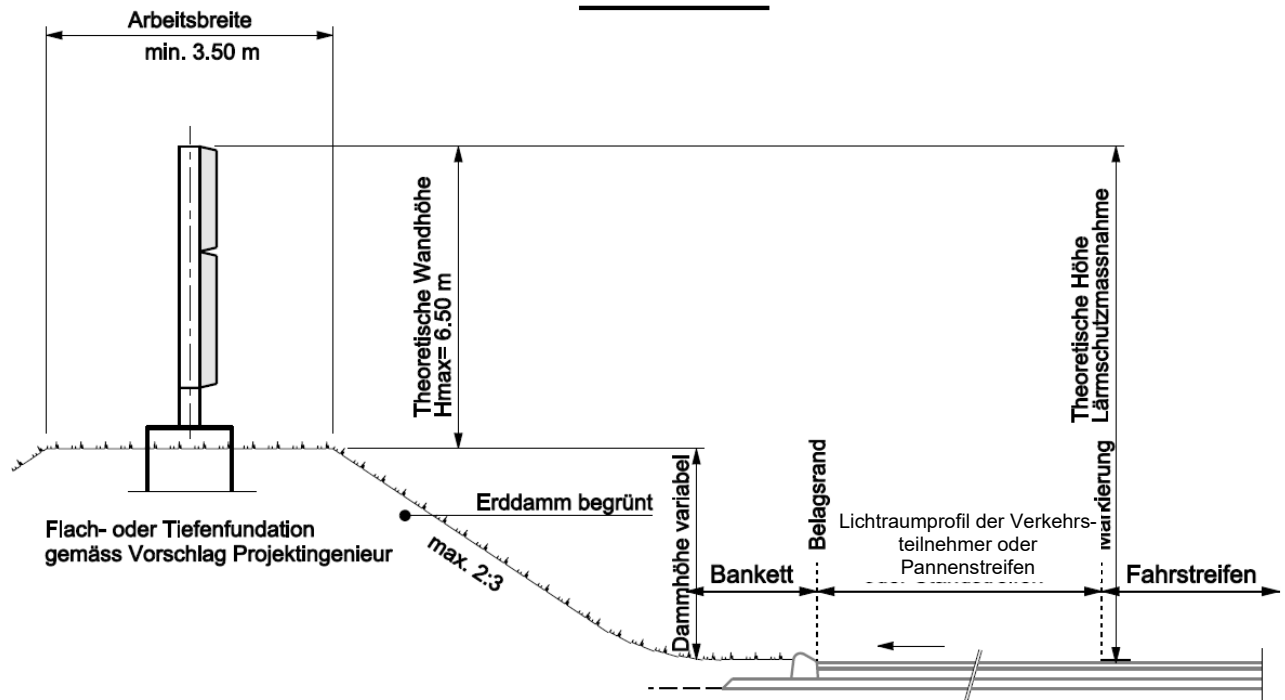 Arbeitsbreite
min. 3.50 m
Theoretische Wandhöhe
Hmax= 6.50 m
Theoretische Höhe
Lärmschutzmassnahme
Dammhöhe variabel
Belagsrand
Markierung
Erddamm begrünt
max. 2:3
Flach- oder Tiefenfundation
gemäss Vorschlag Projektingenieur
Lichtraumprofil der Verkehrs-
teilnehmer oder
Pannenstreifen
Bankett
Fahrstreifen